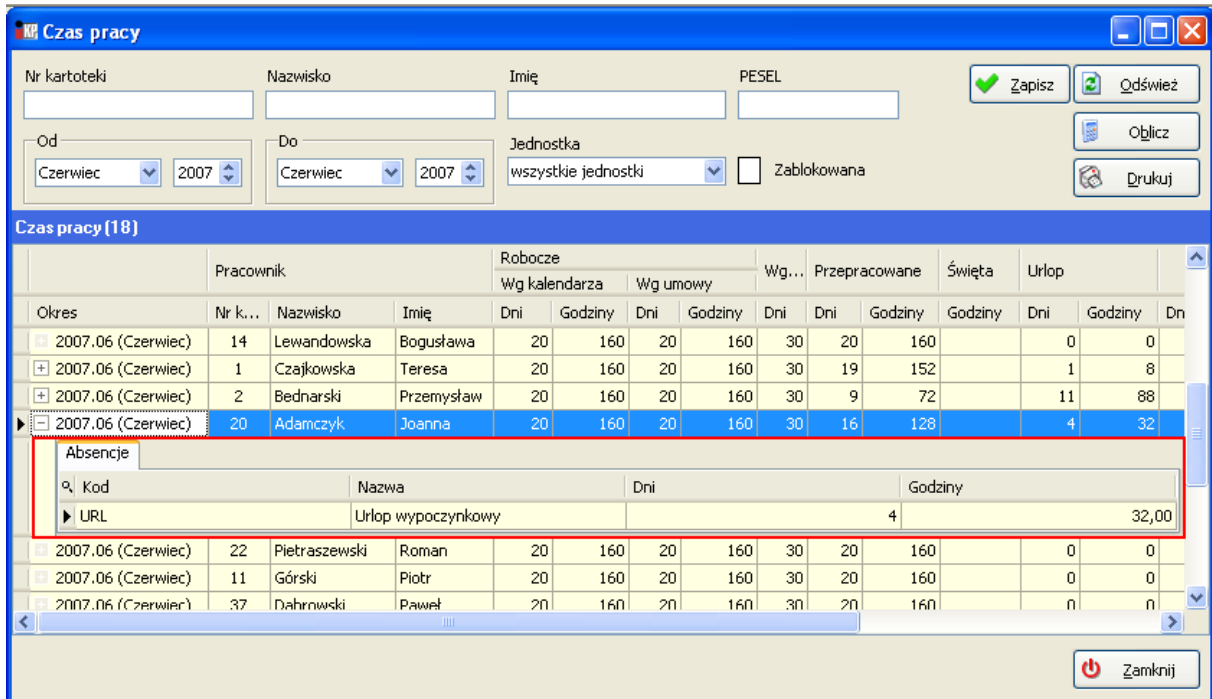 KP Czas pracy
Nr kartoteki Nazwisko Imię PESEL Zapisz Odśwież
Oblicz
Od Do Jednostka
Czerwiec 2007 Czerwiec 2007 wszystkie jednostki Zablokowana Drukuj
Czas pracy (18)
Pracownik Robocze Wg... Przepracowane Święta Urlop
Wg kalendarza Wg umowy
Okres Nr k... Nazwisko Imię Dni Godziny Dni Godziny Dni Dni Godziny Godziny Dni Godziny Dn
2007.06 (Czerwiec) 14 Lewandowska Bogusława 20 160 20 160 30 20 160 0 0
2007.06 (Czerwiec) 1 Czajkowska Teresa 20 160 20 160 30 19 152 1 8
2007.06 (Czerwiec) 2 Bednarski Przemysław 20 160 20 160 30 9 72 11 88
2007.06 (Czerwiec) 20 Adamczyk Joanna 20 160 20 160 30 16 128 4 32
Absencje
Kod Nazwa Dni Godziny
URL Urlop wypoczynkowy 4 32,00
2007.06 (Czerwiec) 22 Pietraszewski Roman 20 160 20 160 30 20 160 0 0
2007.06 (Czerwiec) 11 Górski Piotr 20 160 20 160 30 20 160 0 0
2007.06 (Czerwiec) 37 Dąbrowski Paweł 20 160 20 160 30 20 160 0 0
Zamknij